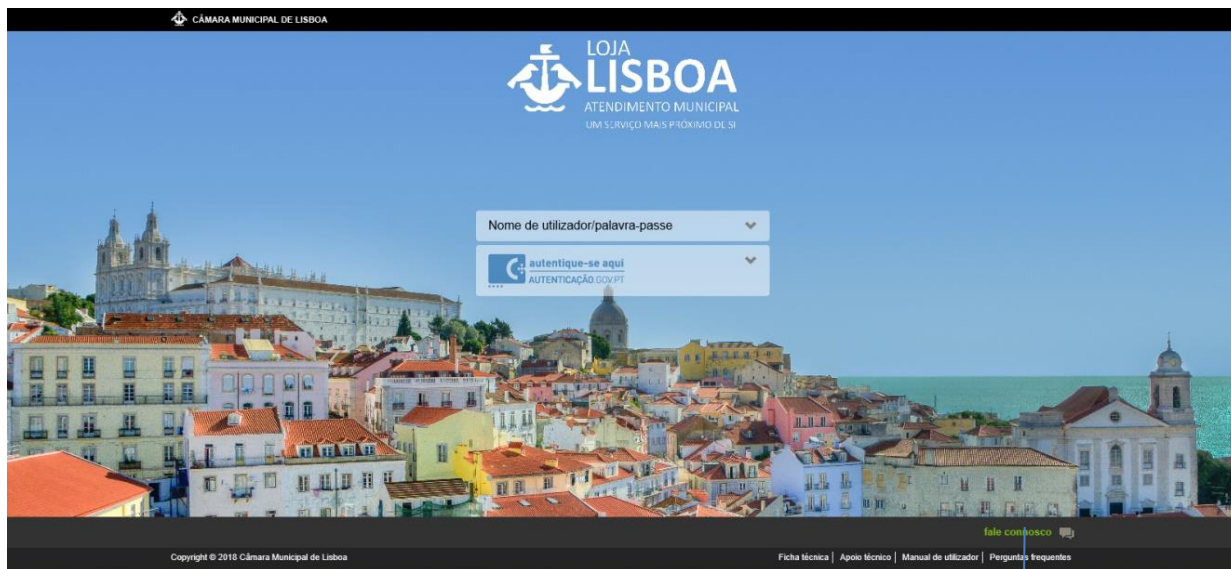 CÂMARA MUNICIPAL DE LISBOA
LOJA
LISBOA
ATENDIMENTO MUNICIPAL
UM SERVIÇO MAIS PRÓXIMO DE SI
Nome de utilizador/palavra-passe
autentique-se aqui
AUTENTICAÇÃO.GOV.PT
fale connosco
Copyright © 2018 Câmara Municipal de Lisboa
Ficha técnica | Apoio técnico | Manual de utilizador | Perguntas frequentes